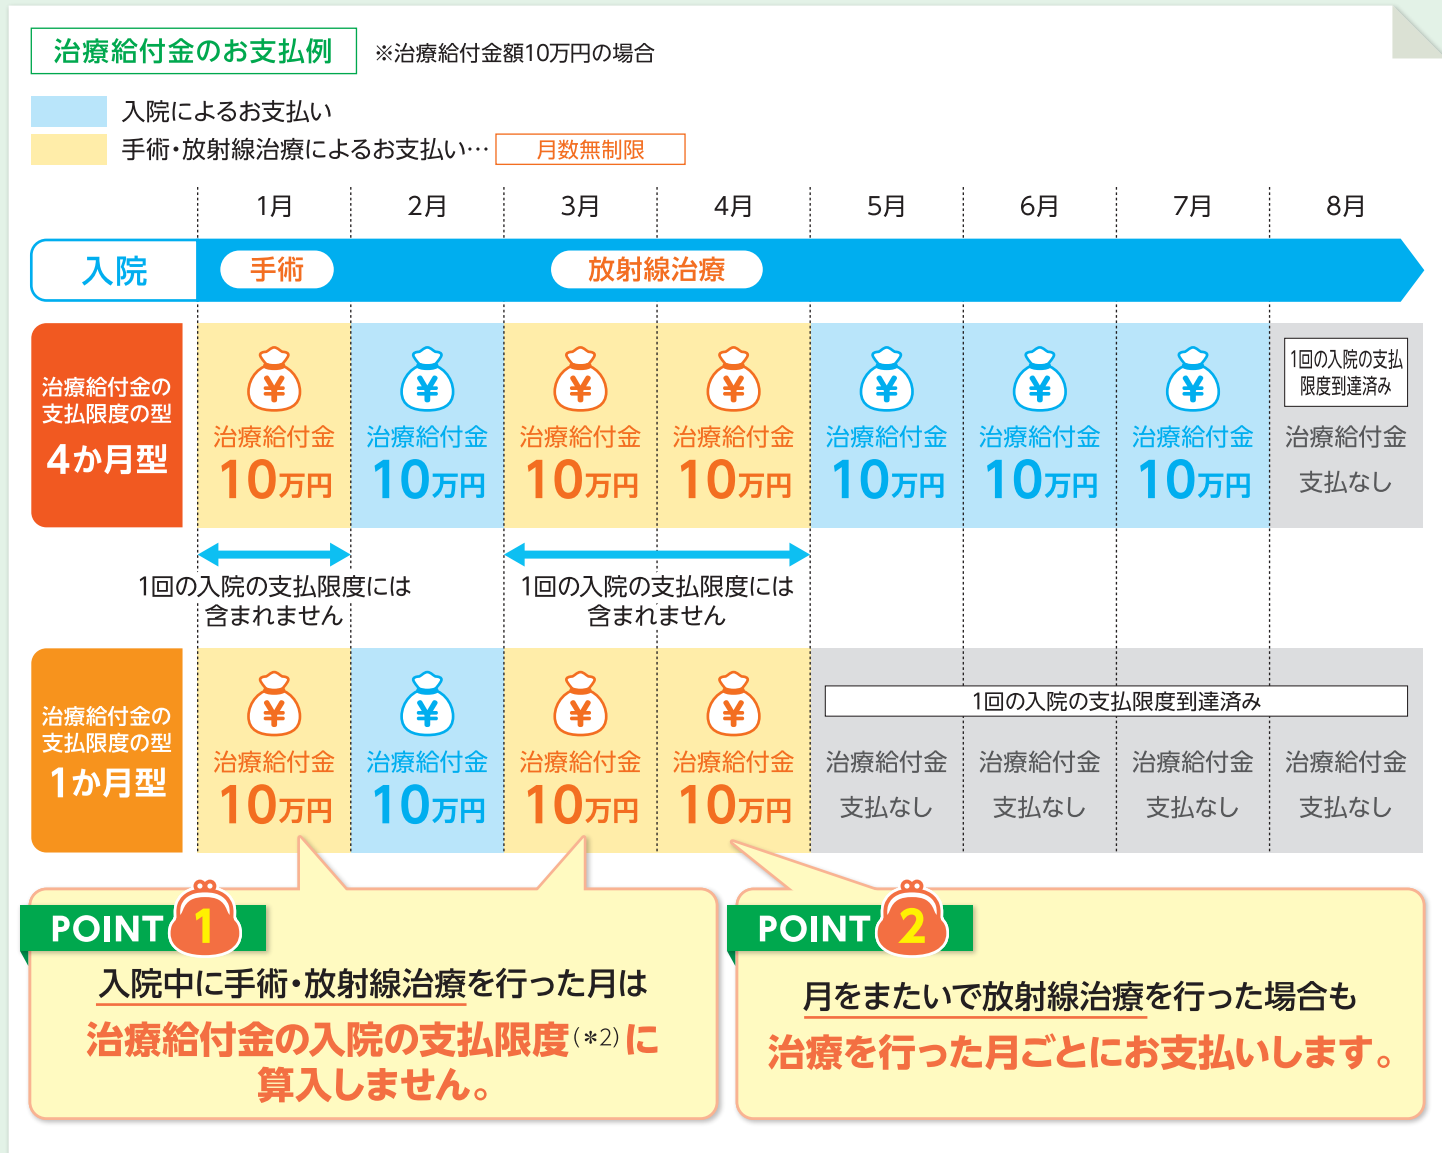 治療給付金のお支払例
※治療給付金額10万円の場合
入院によるお支払い
手術・放射線治療によるお支払い… 月数無制限
1月 2月 3月 4月 5月 6月 7月 8月
入院 手術 放射線治療
治療給付金の
支払限度の型
4か月型
¥ ¥ ¥ ¥ ¥ ¥ ¥
1回の入院の支払
限度到達済み
治療給付金 治療給付金 治療給付金 治療給付金 治療給付金 治療給付金 治療給付金 治療給付金
10万円 10万円 10万円 10万円 10万円 10万円 10万円 支払なし
1回の入院の支払限度には
含まれません
1回の入院の支払限度には
含まれません
治療給付金の
支払限度の型
1か月型
¥ ¥ ¥ ¥
1回の入院の支払限度到達済み
治療給付金 治療給付金 治療給付金 治療給付金 治療給付金 治療給付金 治療給付金 治療給付金
10万円 10万円 10万円 10万円 支払なし 支払なし 支払なし 支払なし
POINT 1
入院中に手術・放射線治療を行った月は
治療給付金の入院の支払限度(*2)に
算入しません。
POINT 2
月をまたいで放射線治療を行った場合も
治療を行った月ごとにお支払いします。